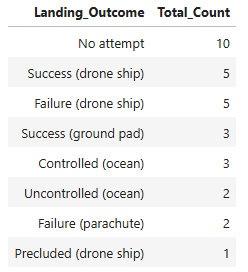 Landing_Outcome Total_Count
No attempt 10
Success (drone ship) 5
Failure (drone ship) 5
Success (ground pad) 3
Controlled (ocean) 3
Uncontrolled (ocean) 2
Failure (parachute) 2
Precluded (drone ship) 1